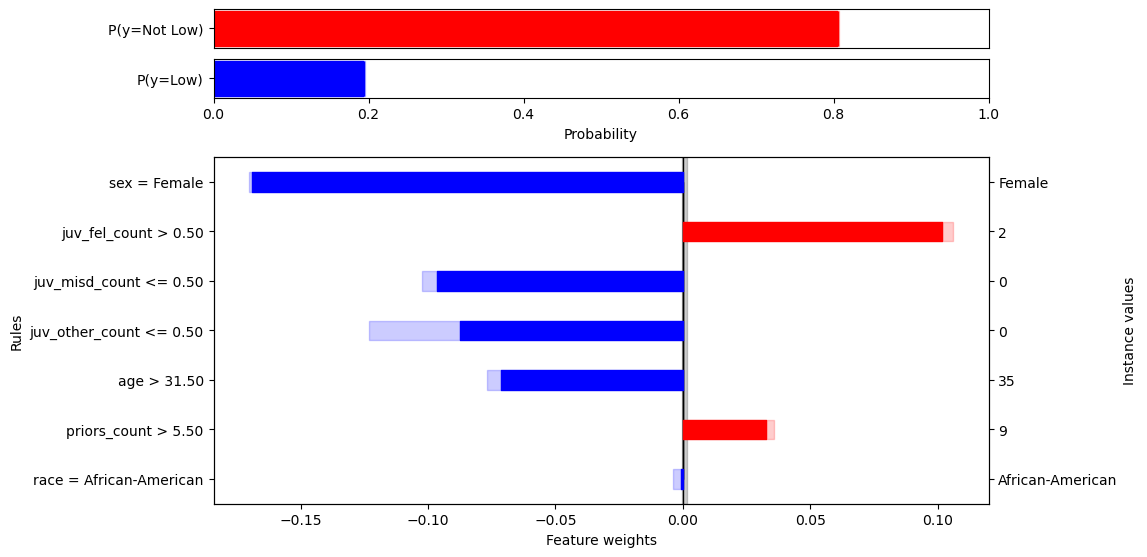 P(y=Not Low)
P(y=Low)
0.0 0.2 0.4 0.6 0.8 1.0
Probability
sex = Female Female
juv_fel_count > 0.50 2
juv_misd_count <= 0.50 0
juv_other_count <= 0.50 0
age > 31.50 35
priors_count > 5.50 9
race = African-American African-American
Rules
Instance values
−0.15 −0.10 −0.05 0.00 0.05 0.10
Feature weights